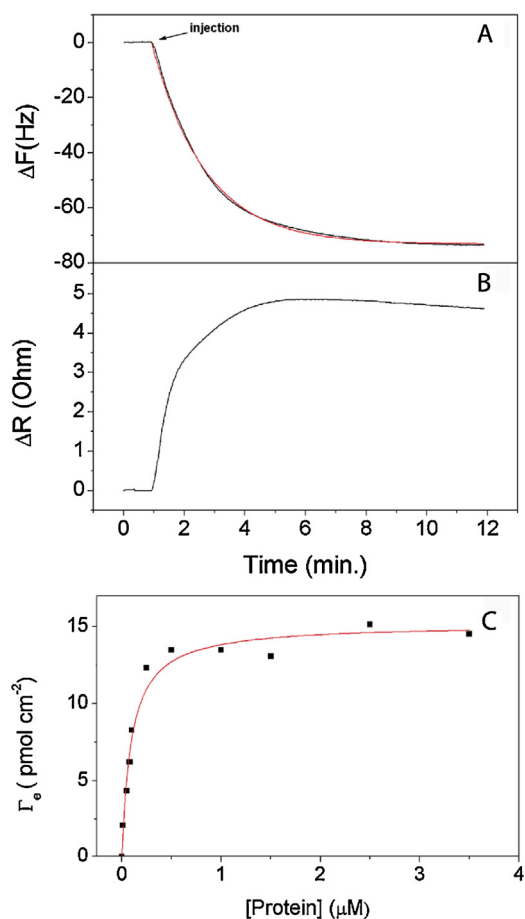 injection
A
0
-20
-40
-60
-80
ΔF(Hz)
B
5
4
3
2
1
0
ΔR (Ohm)
0 2 4 6 8 10 12
Time (min.)
C
15
10
5
0
Γe ( pmol cm-2)
0 1 2 3 4
[Protein] (μM)